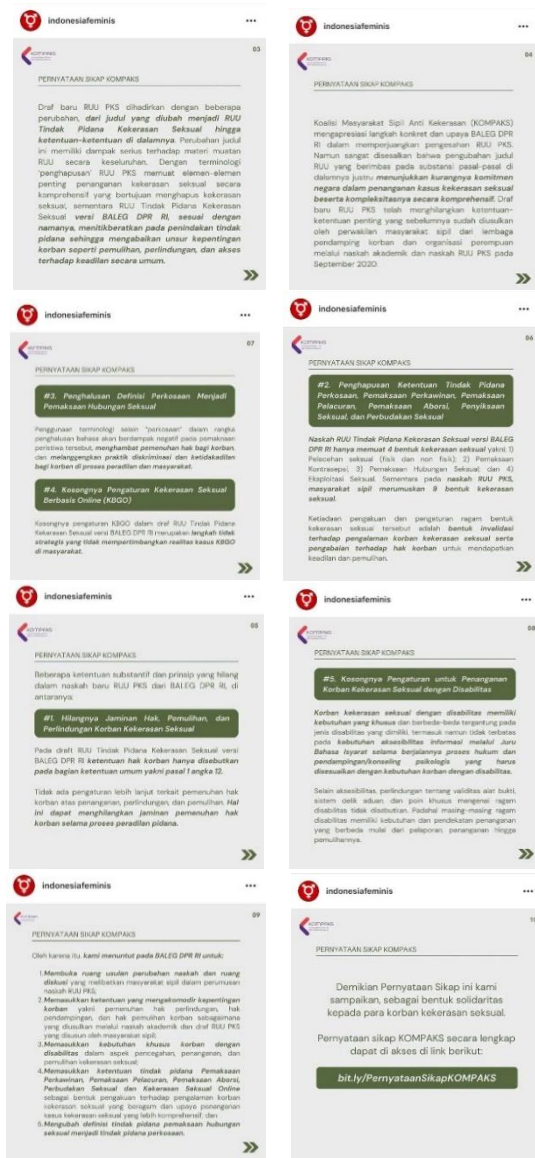 indonesiafeminis
KOMPAKS
03
PERNYATAAN SIKAP KOMPAKS
Draf baru RUU PKS dihadirkan dengan beberapa
perubahan, dari judul yang diubah menjadi RUU
Tindak Pidana Kekerasan Seksual hingga
ketentuan-ketentuan di dalamnya. Perubahan judul
ini memiliki dampak serius terhadap materi muatan
RUU secara keseluruhan. Dengan terminologi
'penghapusan' RUU PKS memuat elemen-elemen
penting penanganan kekerasan seksual secara
komprehensif yang bertujuan menghapus kekerasan
seksual, sementara RUU Tindak Pidana Kekerasan
Seksual versi BALEG DPR RI, sesuai dengan
namanya, menitikberatkan pada penindakan tindak
pidana sehingga mengabaikan unsur kepentingan
korban seperti pemulihan, perlindungan, dan akses
terhadap keadilan secara umum.
indonesiafeminis
KOMPAKS
04
PERNYATAAN SIKAP KOMPAKS
Koalisi Masyarakat Sipil Anti Kekerasan (KOMPAKS)
mengapresiasi langkah konkret dan upaya BALEG DPR
RI dalam memperjuangkan pengesahan RUU PKS.
Namun sangat disesalkan bahwa pengubahan judul
RUU yang berimbas pada substansi pasal-pasal di
dalamnya justru menunjukkan kurangnya komitmen
negara dalam penanganan kasus kekerasan seksual
beserta kompleksitasnya secara komprehensif. Draf
baru RUU PKS telah menghilangkan ketentuan-
ketentuan penting yang sebelumnya sudah diusulkan
oleh perwakilan masyarakat sipil dari lembaga
pendamping korban dan organisasi perempuan
melalui naskah akademik dan naskah RUU PKS pada
September 2020.
indonesiafeminis
KOMPAKS
07
PERNYATAAN SIKAP KOMPAKS
#3. Penghalusan Definisi Perkosaan Menjadi
Pemaksaan Hubungan Seksual
Penggunaan terminologi selain "perkosaan" dalam rangka
penghalusan bahasa akan berdampak negatif pada pemaknaan
peristiwa tersebut, menghambat pemenuhan hak bagi korban,
dan melanggengkan praktik diskriminasi dan ketidakadilan
bagi korban di proses peradilan dan masyarakat.
#4. Kosongnya Pengaturan Kekerasan Seksual
Berbasis Online (KBGO)
Kosongnya pengaturan KBGO dalam draf RUU Tindak Pidana
Kekerasan Seksual versi BALEG DPR RI merupakan langkah tidak
strategis yang tidak mempertimbangkan realitas kasus KBGO
di masyarakat.
indonesiafeminis
KOMPAKS
06
PERNYATAAN SIKAP KOMPAKS
#2. Penghapusan Ketentuan Tindak Pidana
Perkosaan, Pemaksaan Perkawinan, Pemaksaan
Pelacuran, Pemaksaan Aborsi, Penyiksaan
Seksual, dan Perbudakan Seksual
Naskah RUU Tindak Pidana Kekerasan Seksual versi BALEG
DPR RI hanya memuat 4 bentuk kekerasan seksual yakni: 1)
Pelecehan seksual (fisik dan non fisik); 2) Pemaksaan
Kontrasepsi; 3) Pemaksaan Hubungan Seksual; dan 4)
Eksploitasi Seksual. Sementara pada naskah RUU PKS,
masyarakat sipil merumuskan 9 bentuk kekerasan
seksual.
Ketiadaan pengakuan dan pengaturan ragam bentuk
kekerasan seksual tersebut adalah bentuk invalidasi
terhadap pengalaman korban kekerasan seksual serta
pengabaian terhadap hak korban untuk mendapatkan
keadilan dan pemulihan.
indonesiafeminis
KOMPAKS
05
PERNYATAAN SIKAP KOMPAKS
Beberapa ketentuan substantif dan prinsip yang hilang
dalam naskah baru RUU PKS dari BALEG DPR RI, di
antaranya:
#1. Hilangnya Jaminan Hak, Pemulihan, dan
Perlindungan Korban Kekerasan Seksual
Pada draft RUU Tindak Pidana Kekerasan Seksual versi
BALEG DPR RI ketentuan hak korban hanya disebutkan
pada bagian ketentuan umum yakni pasal 1 angka 12.
Tidak ada pengaturan lebih lanjut terkait pemenuhan hak
korban atas penanganan, perlindungan, dan pemulihan. Hal
ini dapat menghilangkan jaminan pemenuhan hak
korban selama proses peradilan pidana.
indonesiafeminis
KOMPAKS
08
PERNYATAAN SIKAP KOMPAKS
#5. Kosongnya Pengaturan untuk Penanganan
Korban Kekerasan Seksual dengan Disabilitas
Korban kekerasan seksual dengan disabilitas memiliki
kebutuhan yang khusus dan berbeda-beda tergantung pada
jenis disabilitas yang dimiliki, termasuk namun tidak terbatas
pada kebutuhan aksesibilitas informasi melalui Juru
Bahasa Isyarat selama berjalannya proses hukum dan
pendampingan/konseling psikologis yang harus
disesuaikan dengan kebutuhan korban dengan disabilitas.
Selain aksesibilitas, perlindungan tentang validitas alat bukti,
sistem delik aduan, dan poin khusus mengenai ragam
disabilitas tidak disebutkan. Padahal masing-masing ragam
disabilitas memiliki kebutuhan dan pendekatan penanganan
yang berbeda mulai dari pelaporan, penanganan hingga
pemulihannya.
indonesiafeminis
09
PERNYATAAN SIKAP KOMPAKS
Oleh karena itu, kami menuntut pada BALEG DPR RI untuk:
1. Membuka ruang usulan perubahan naskah dan ruang
diskusi yang melibatkan masyarakat sipil dalam perumusan
naskah RUU PKS;
2. Memasukkan ketentuan yang mengakomodir kepentingan
korban yakni pemenuhan hak perlindungan, hak
pendampingan, dan hak pemulihan korban sebagaimana
yang diusulkan melalui naskah akademik dan draf RUU PKS
yang disusun oleh masyarakat sipil;
3. Memasukkan kebutuhan khusus korban dengan
disabilitas dalam aspek pencegahan, penanganan, dan
pemulihan kekerasan seksual;
4. Memasukkan ketentuan tindak pidana Pemaksaan
Perkawinan, Pemaksaan Pelacuran, Pemaksaan Aborsi,
Perbudakan Seksual dan Kekerasan Seksual Online
sebagai bentuk pengakuan terhadap pengalaman korban
kekerasan seksual yang beragam dan upaya penanganan
kasus kekerasan seksual yang lebih komprehensif; dan
5. Mengubah definisi tindak pidana pemaksaan hubungan
seksual menjadi tindak pidana perkosaan.
indonesiafeminis
KOMPAKS
PERNYATAAN SIKAP KOMPAKS
Demikian Pernyataan Sikap ini kami
sampaikan, sebagai bentuk solidaritas
kepada para korban kekerasan seksual.
Pernyataan sikap KOMPAKS secara lengkap
dapat di akses di link berikut:
bit.ly/PernyataanSikapKOMPAKS